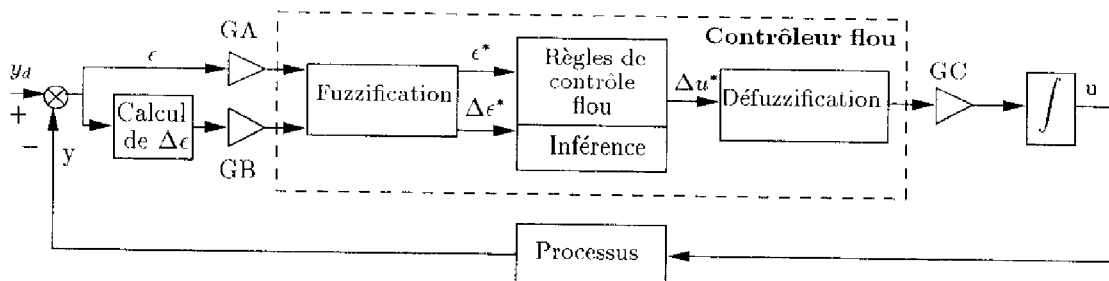 Contrôleur flou
GA
GB
GC
y_d
+
−
y
ϵ
Calcul
de Δϵ
Fuzzification
ϵ*
Δϵ*
Règles de
contrôle
flou
Inférence
Δu*
Défuzzification
∫
u
Processus